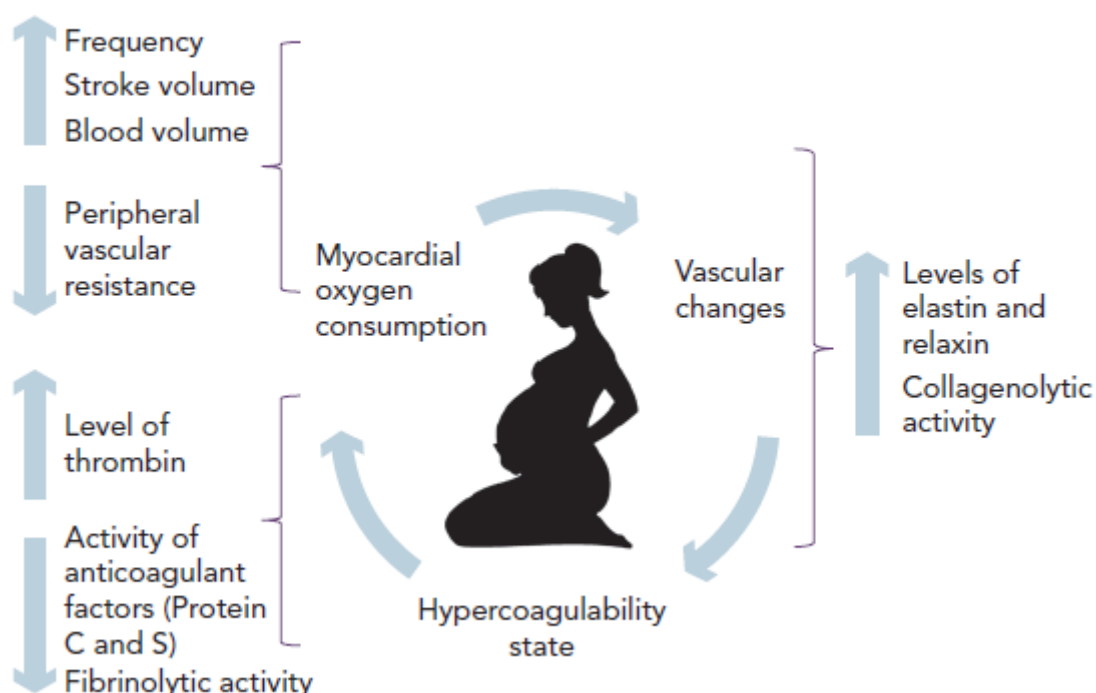 Frequency
Stroke volume
Blood volume
Peripheral
vascular
resistance
Myocardial
oxygen
consumption
Vascular
changes
Levels of
elastin and
relaxin
Collagenolytic
activity
Level of
thrombin
Activity of
anticoagulant
factors (Protein
C and S)
Fibrinolytic activity
Hypercoagulability
state